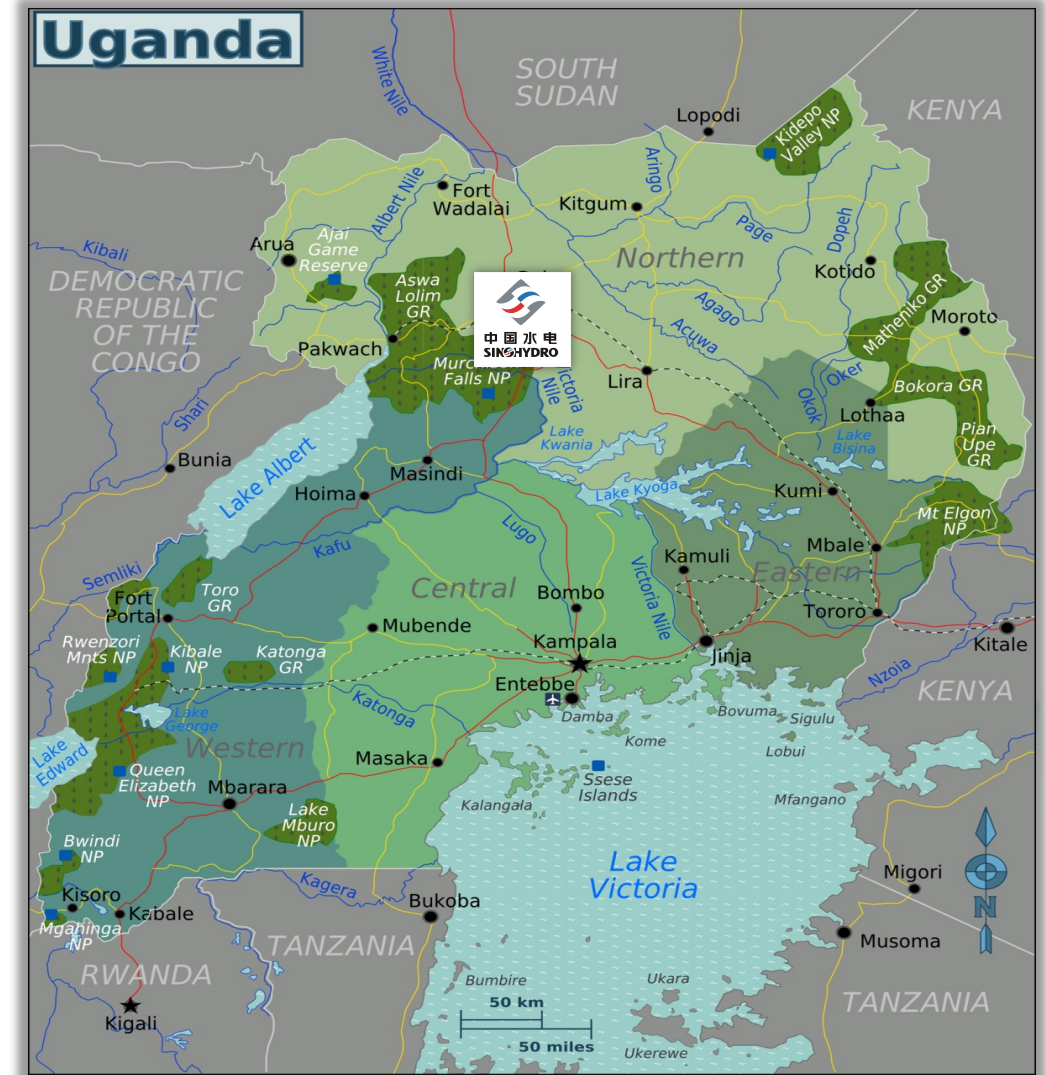 Uganda
White Nile
SOUTH
SUDAN
KENYA
Lopodi
Kidepo
Valley NP
Aringo
Fort
Wadalai
Albert Nile
Kitgum
Page
Dopeh
Kibali
Arua
Ajai
Game
Reserve
Northern
Kotido
DEMOCRATIC
REPUBLIC
OF THE
CONGO
Aswa
Lolim
GR
中国水电
SINOHYDRO
Agago
Matheniko GR
Moroto
Pakwach
Acuwa
Falls NP
Nile
Lira
Oker
Bokora GR
Okok
Lothaa
Shari
Lake
Kwania
Lake
Bisina
Pian
Upe
GR
Bunia
Lake Albert
Masindi
Hoima
Lake Kyoga
Kumi
Mt Elgon
NP
Lugo
Kafu
Victoria Nile
Kamuli
Mbale
Semliki
Toro
GR
Central
Eastern
Fort
Portal
Bombo
Tororo
Mubende
Kampala
Jinja
Kitale
Rwenzori
Mnts NP
Kibale
NP
Katonga
GR
Entebbe
Nzoia
KENYA
Lake
George
Katonga
Damba
Bovuma
Sigulu
Kome
Lobui
Lake
Edward
Western
Masaka
Queen
Elizabeth
NP
Mbarara
Ssese
Islands
Kalangala
Mfangano
Lake
Mburo
NP
Bwindi
NP
Lake
Victoria
Migori
Kagera
Kisoro
Kabale
Bukoba
N
Mgahinga
NP
TANZANIA
Musoma
RWANDA
Bumbire
Ukara
50 km
TANZANIA
Kigali
50 miles
Ukerewe